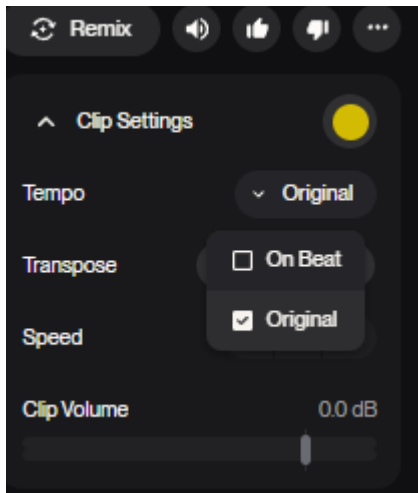 Remix
Clip Settings
Tempo
Original
On Beat
Transpose
Original
Speed
Clip Volume
0.0 dB